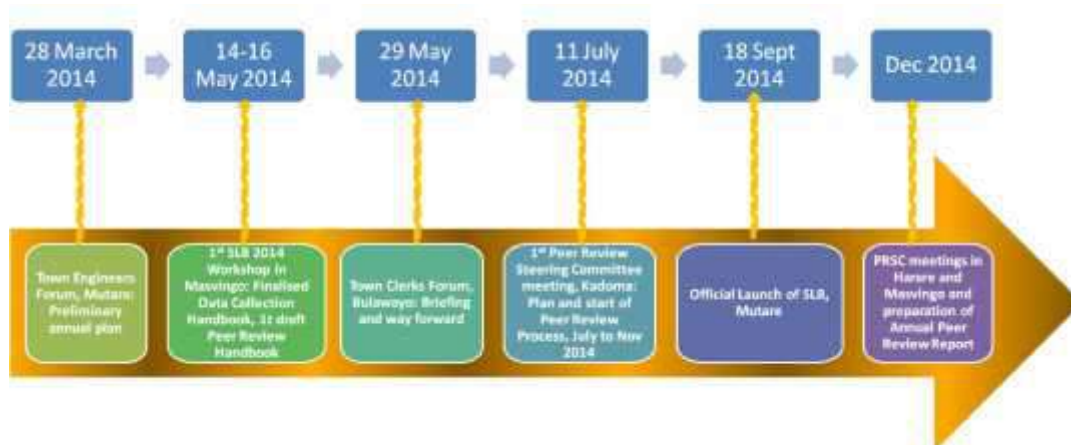 28 March
2014
14-16
May 2014
29 May
2014
11 July
2014
18 Sept
2014
Dec 2014
Town Engineers
Forum, Mutare:
Preliminary
annual plan
1st SLB 2014
Workshop in
Masvingo: Finalised
Data Collection
Handbook, 1t draft
Peer Review
Handbook
Town Clerks Forum,
Bulawayo: Briefing
and way forward
1st Peer Review
Steering Committee
meeting, Kadoma:
Plan and start of
Peer Review
Process, July to Nov
2014
Official Launch of SLB,
Mutare
PRSC meetings in
Harare and
Masvingo and
preparation of
Annual Peer
Review Report